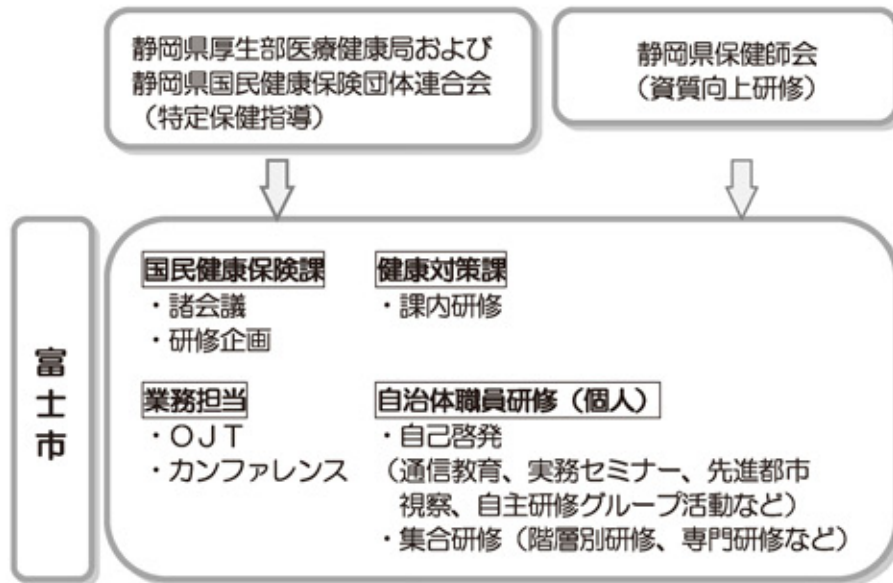 静岡県厚生部医療健康局および
静岡県国民健康保険団体連合会
（特定保健指導）
静岡県保健師会
（資質向上研修）
富士市
国民健康保険課
・諸会議
・研修企画
健康対策課
・課内研修
業務担当
・ＯＪＴ
・カンファレンス
自治体職員研修（個人）
・自己啓発
（通信教育、実務セミナー、先進都市
視察、自主研修グループ活動など）
・集合研修（階層別研修、専門研修など）